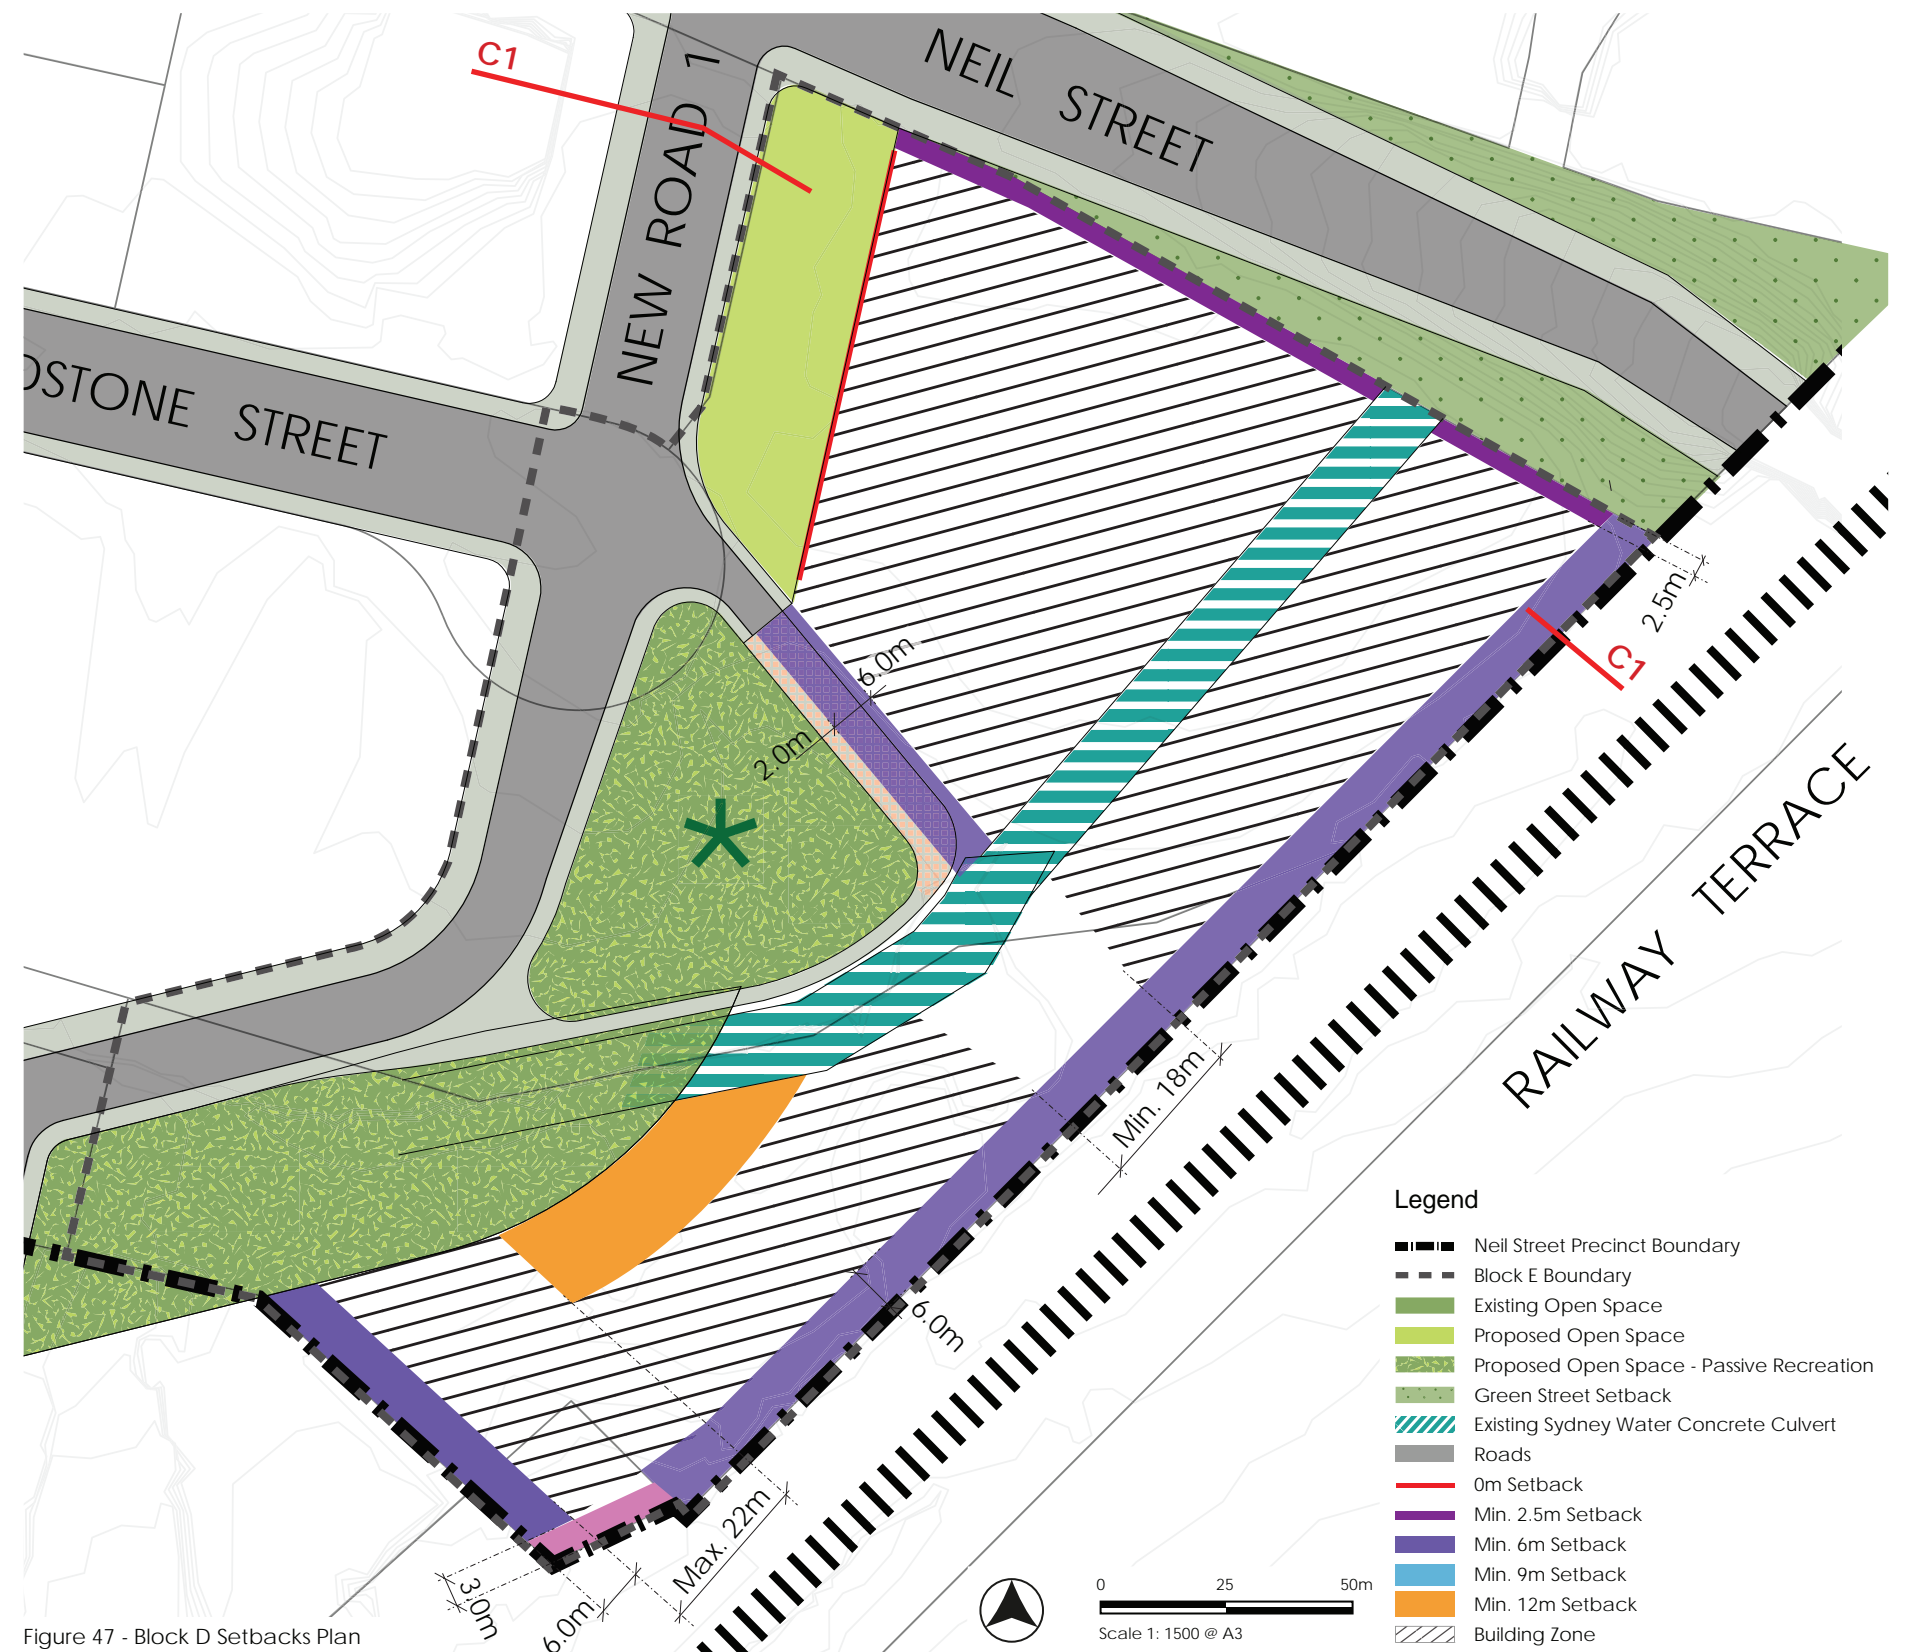 C1
NEIL STREET
NEW ROAD 1
DSTONE STREET
2.5m
C1
6.0m
2.0m
RAILWAY TERRACE
Min. 18m
6.0m
Max. 22m
3.0m
6.0m
Legend
Neil Street Precinct Boundary
Block E Boundary
Existing Open Space
Proposed Open Space
Proposed Open Space - Passive Recreation
Green Street Setback
Existing Sydney Water Concrete Culvert
Roads
0m Setback
Min. 2.5m Setback
Min. 6m Setback
Min. 9m Setback
Min. 12m Setback
Building Zone
0 25 50m
Scale 1: 1500 @ A3
Figure 47 - Block D Setbacks Plan